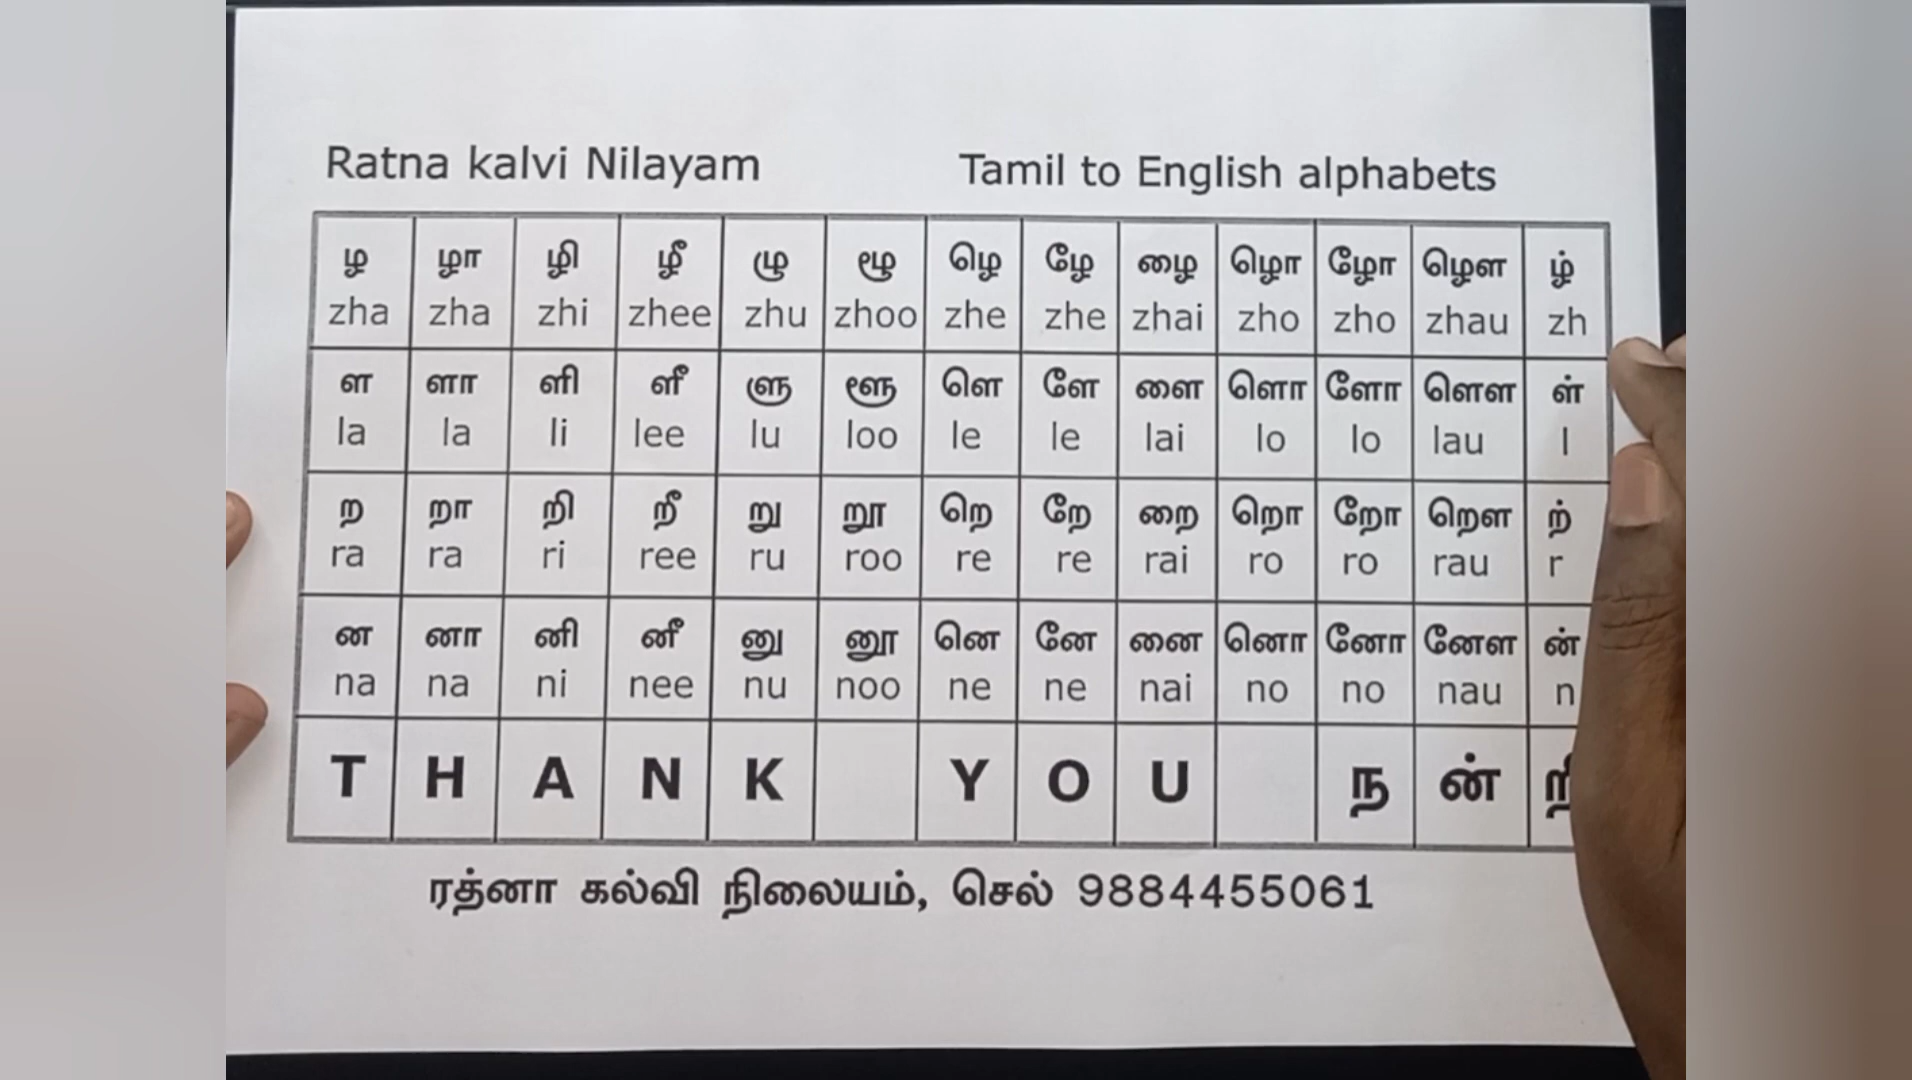 Ratna kalvi Nilayam Tamil to English alphabets
ழ ழா ழி ழீ ழு ழூ ழெ ழே ழை ழொ ழோ ழௌ ழ்
zha zha zhi zhee zhu zhoo zhe zhe zhai zho zho zhau zh
ள ளா ளி ளீ ளு ளூ ளெ ளே ளை ளொ ளோ ளௌ ள்
la la li lee lu loo le le lai lo lo lau l
ற றா றி றீ று றூ றெ றே றை றொ றோ றௌ ற்
ra ra ri ree ru roo re re rai ro ro rau r
ன னா னி னீ னு னூ னெ னே னை னொ னோ னேள ன்
na na ni nee nu noo ne ne nai no no nau n
T H A N K Y O U ந ன் றி
ரத்னா கல்வி நிலையம், செல் 9884455061